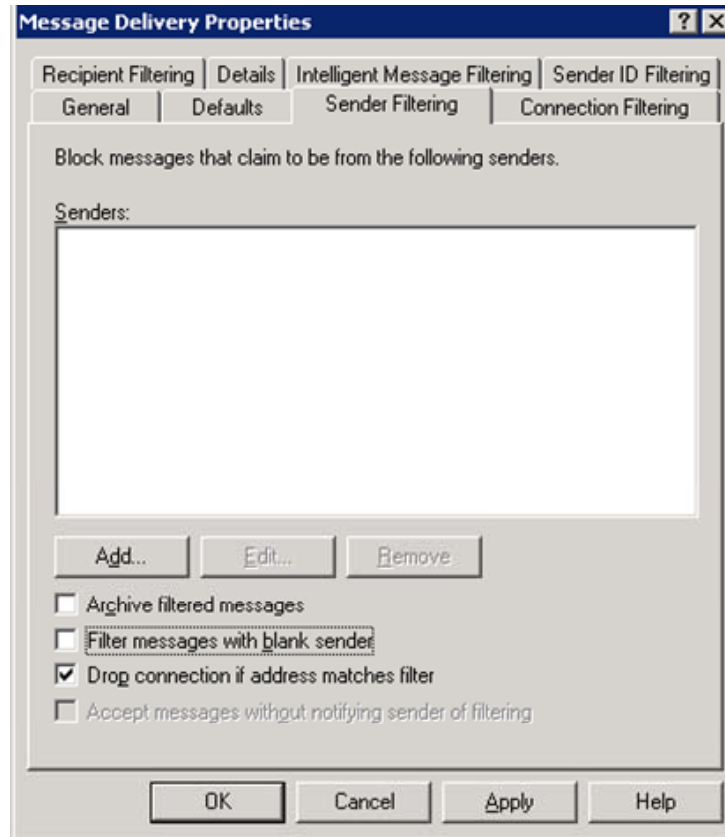 Message Delivery Properties
Recipient Filtering Details Intelligent Message Filtering Sender ID Filtering
General Defaults Sender Filtering Connection Filtering
Block messages that claim to be from the following senders.
Senders:
Add... Edit... Remove
Archive filtered messages
Filter messages with blank sender
Drop connection if address matches filter
Accept messages without notifying sender of filtering
OK Cancel Apply Help